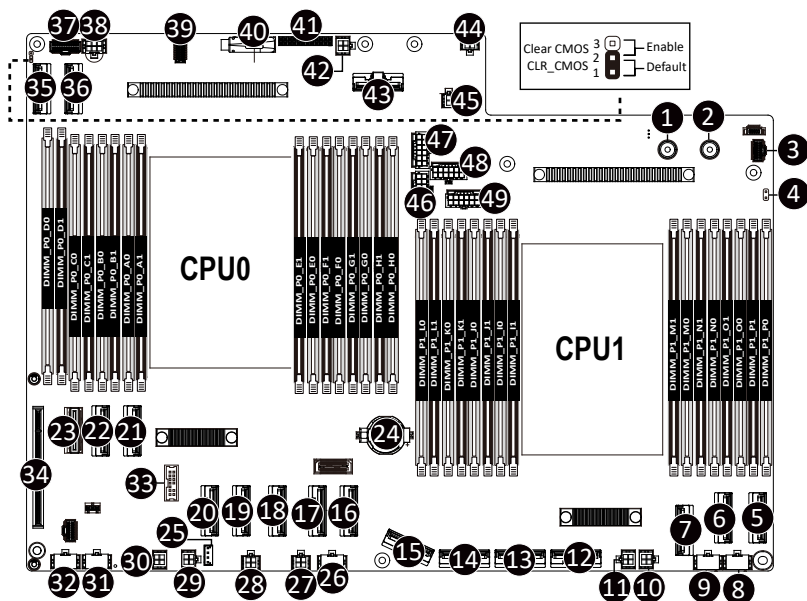 37 38 39 40 41 42 43 44 45
Clear CMOS 3 Enable
CLR_CMOS 2 Default
1
35 36
1 2 3 4
47 48 46 49
DIMM_P0_D0
DIMM_P0_D1
DIMM_P0_C0
DIMM_P0_C1
DIMM_P0_B0
DIMM_P0_B1
DIMM_P0_A0
DIMM_P0_A1
CPU0
DIMM_P0_E1
DIMM_P0_E0
DIMM_P0_F1
DIMM_P0_F0
DIMM_P0_G1
DIMM_P0_G0
DIMM_P0_H1
DIMM_P0_H0
DIMM_P1_L0
DIMM_P1_L1
DIMM_P1_K0
DIMM_P1_K1
DIMM_P1_J0
DIMM_P1_J1
DIMM_P1_I0
DIMM_P1_I1
CPU1
DIMM_P1_M1
DIMM_P1_M0
DIMM_P1_N1
DIMM_P1_N0
DIMM_P1_O1
DIMM_P1_O0
DIMM_P1_P1
DIMM_P1_P0
23 22 21 24
34 33
20 19 18 17 16 7 6 5
25 15 14 13 12
32 31 30 29 28 27 26 11 10 9 8